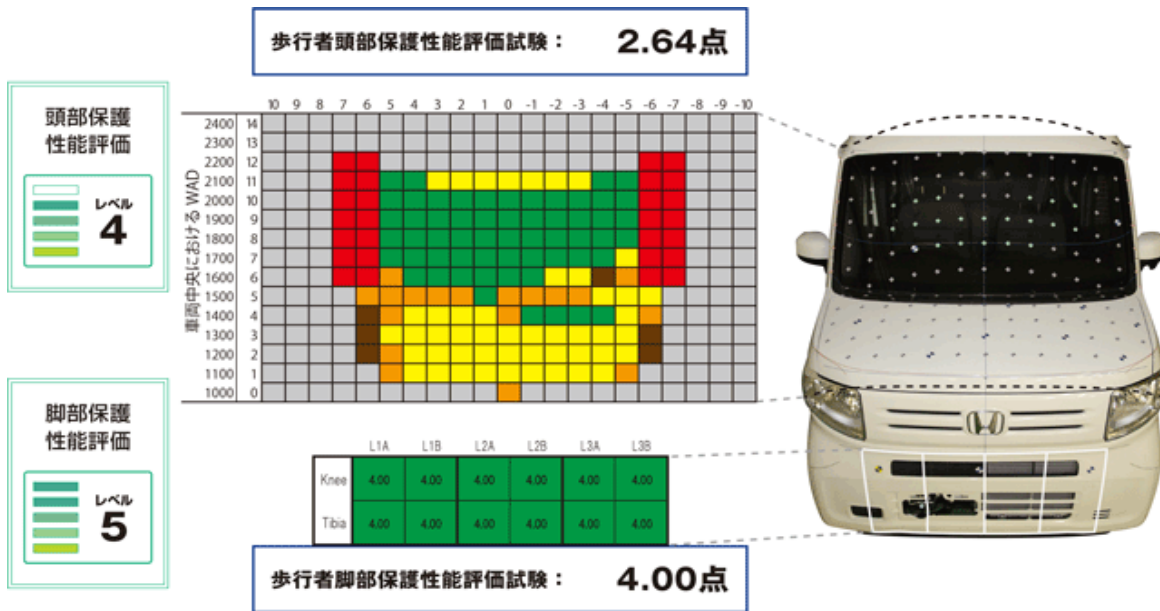 歩行者頭部保護性能評価試験： 2.64点
頭部保護
性能評価
レベル
4
10 9 8 7 6 5 4 3 2 1 0 -1 -2 -3 -4 -5 -6 -7 -8 -9 -10
車両中央における WAD
2400 14
2300 13
2200 12
2100 11
2000 10
1900 9
1800 8
1700 7
1600 6
1500 5
1400 4
1300 3
1200 2
1100 1
1000 0
脚部保護
性能評価
レベル
5
L1A L1B L2A L2B L3A L3B
Knee 4.00 4.00 4.00 4.00 4.00 4.00
Tibia 4.00 4.00 4.00 4.00 4.00 4.00
歩行者脚部保護性能評価試験： 4.00点